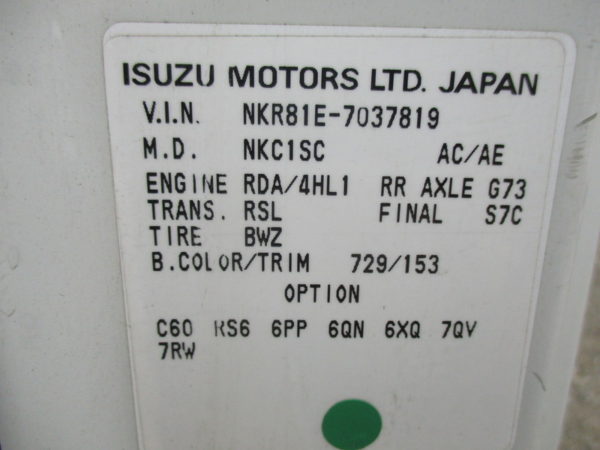 ISUZU MOTORS LTD. JAPAN
V.I.N. NKR81E-7037819
M.D. NKC1SC AC/AE
ENGINE RDA/4HL1 RR AXLE G73
TRANS. RSL FINAL S7C
TIRE BWZ
B.COLOR/TRIM 729/153
OPTION
C60 RS6 6PP 6QN 6XQ 7QV
7RW